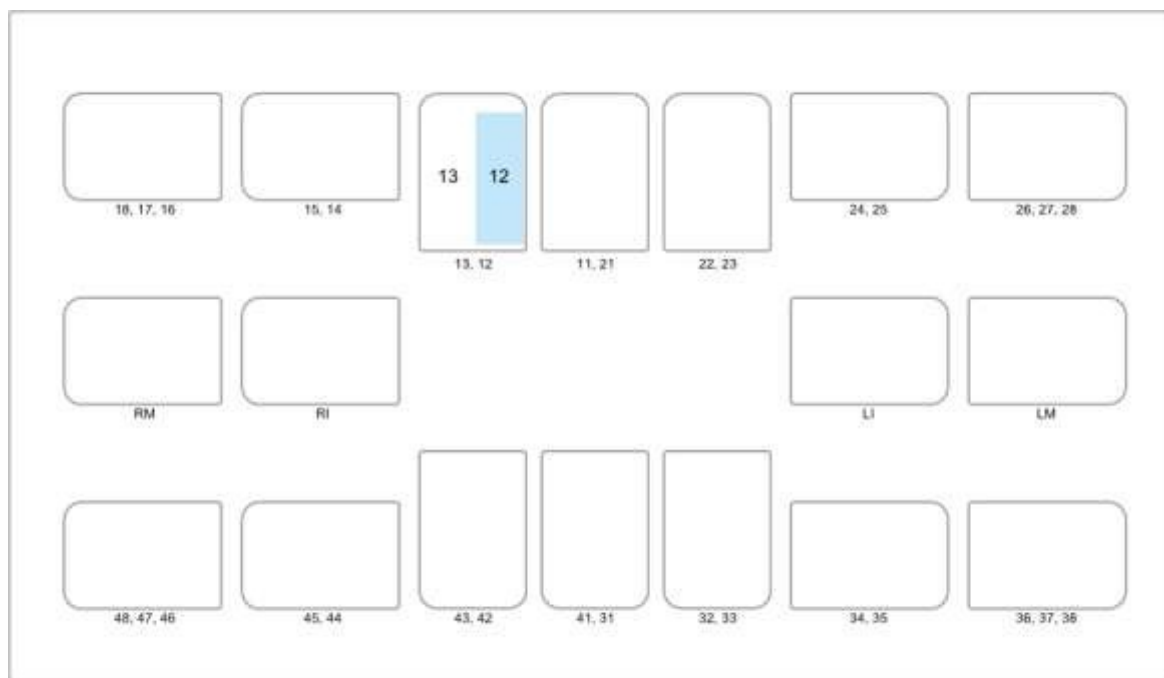 13 12
18, 17, 16 15, 14 24, 25 26, 27, 28
13, 12 11, 21 22, 23
RM RI LI LM
48, 47, 46 45, 44 43, 42 41, 31 32, 33 34, 35 36, 37, 38